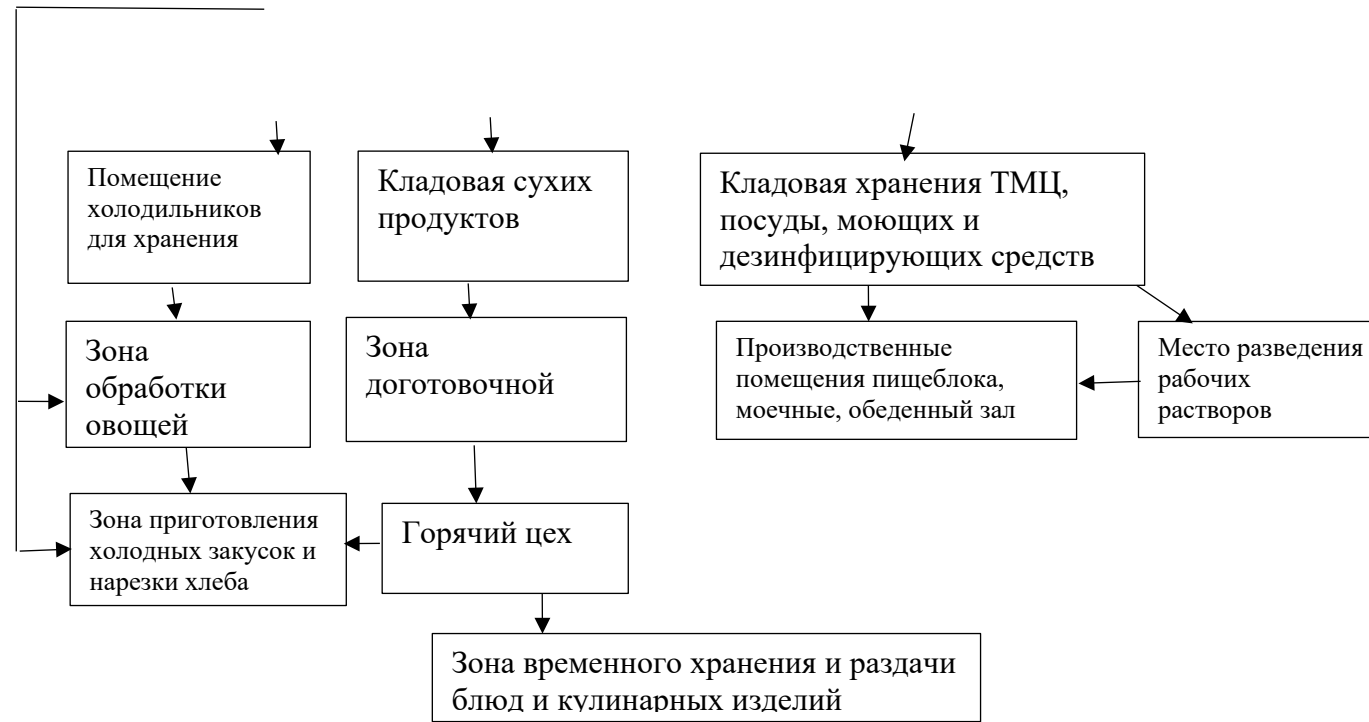 Помещение
холодильников
для хранения
Кладовая сухих
продуктов
Кладовая хранения ТМЦ,
посуды, моющих и
дезинфицирующих средств
Зона
обработки
овощей
Зона
доготовочной
Производственные
помещения пищеблока,
моечные, обеденный зал
Место разведения
рабочих
растворов
Зона приготовления
холодных закусок и
нарезки хлеба
Горячий цех
Зона временного хранения и раздачи
блюд и кулинарных изделий